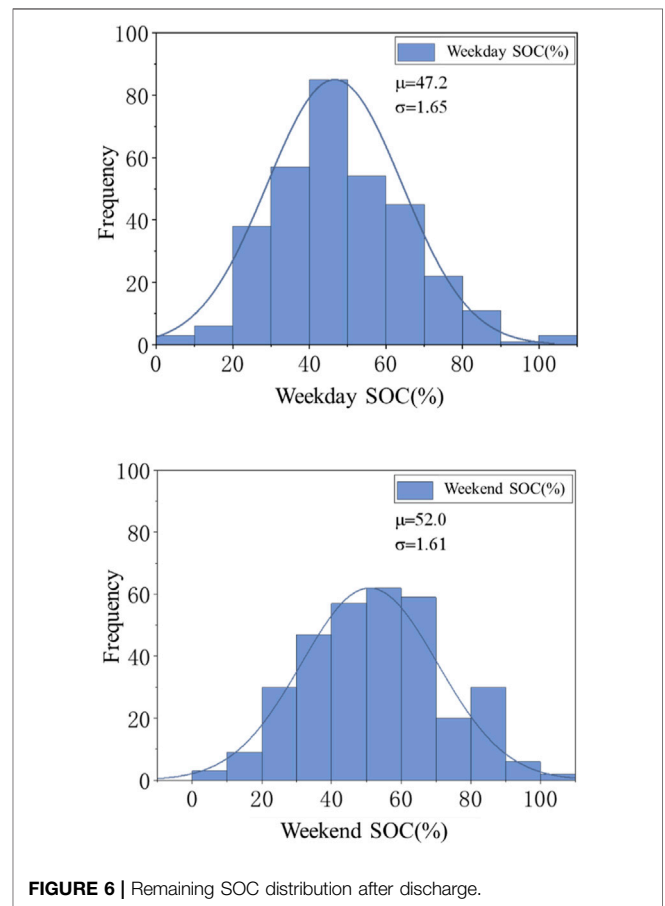 100
80
60
40
20
0
Frequency
Weekday SOC(%)
μ=47.2
σ=1.65
0 20 40 60 80 100
Weekday SOC(%)
100
80
60
40
20
0
Frequency
Weekend SOC(%)
μ=52.0
σ=1.61
0 20 40 60 80 100
Weekend SOC(%)
FIGURE 6 | Remaining SOC distribution after discharge.